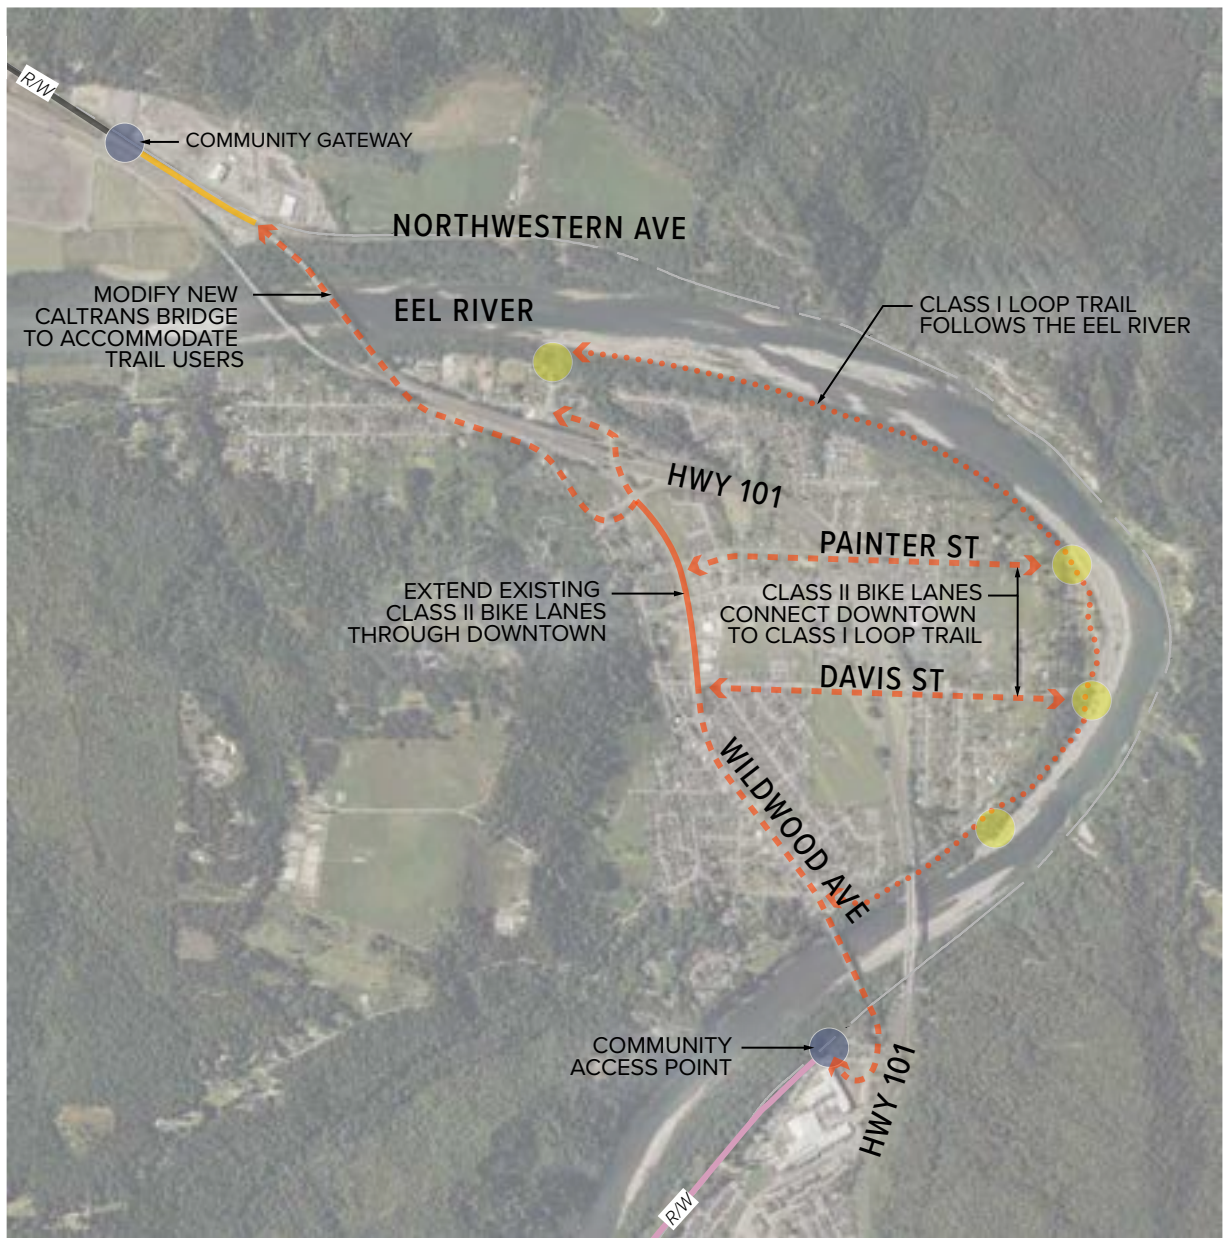 R/W
COMMUNITY GATEWAY
NORTHWESTERN AVE
MODIFY NEW
CALTRANS BRIDGE
TO ACCOMMODATE
TRAIL USERS
EEL RIVER
CLASS I LOOP TRAIL
FOLLOWS THE EEL RIVER
HWY 101
PAINTER ST
EXTEND EXISTING
CLASS II BIKE LANES
THROUGH DOWNTOWN
CLASS II BIKE LANES
CONNECT DOWNTOWN
TO CLASS I LOOP TRAIL
DAVIS ST
WILDWOOD AVE
COMMUNITY
ACCESS POINT
HWY 101
R/W